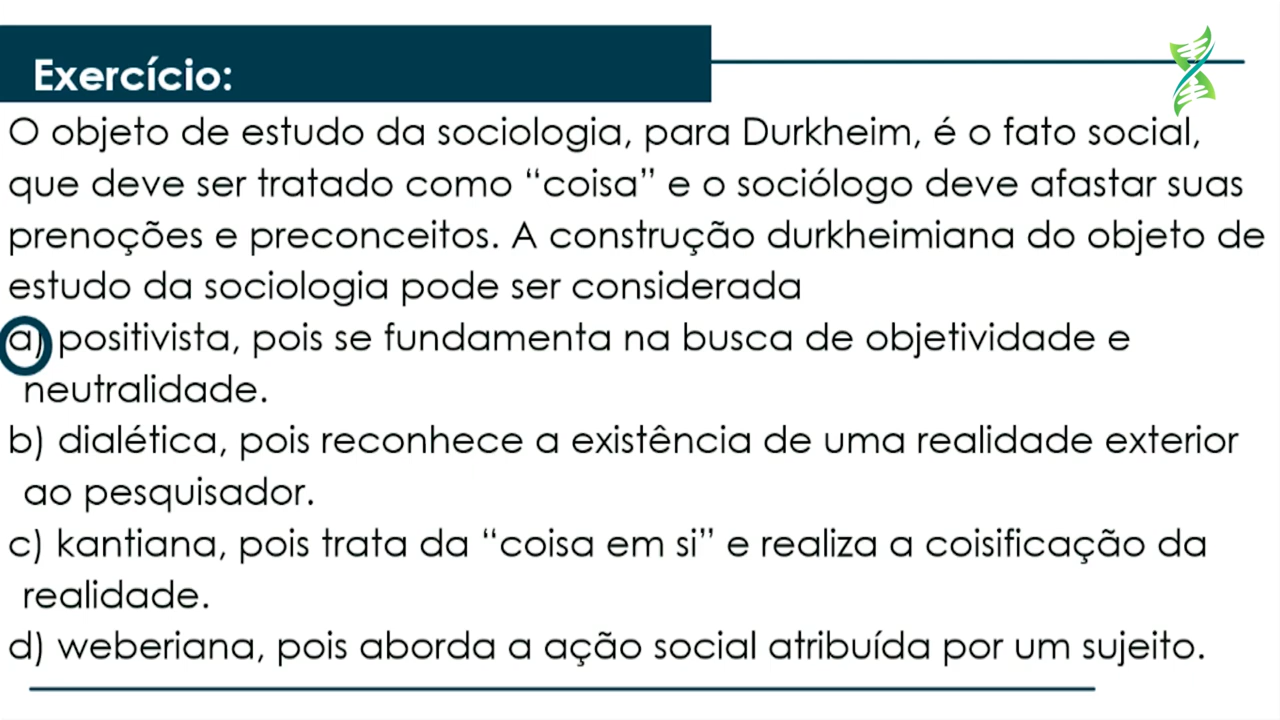 Exercício:
O objeto de estudo da sociologia, para Durkheim, é o fato social,
que deve ser tratado como “coisa” e o sociólogo deve afastar suas
prenoções e preconceitos. A construção durkheimiana do objeto de
estudo da sociologia pode ser considerada
a) positivista, pois se fundamenta na busca de objetividade e
neutralidade.
b) dialética, pois reconhece a existência de uma realidade exterior
ao pesquisador.
c) kantiana, pois trata da “coisa em si” e realiza a coisificação da
realidade.
d) weberiana, pois aborda a ação social atribuída por um sujeito.